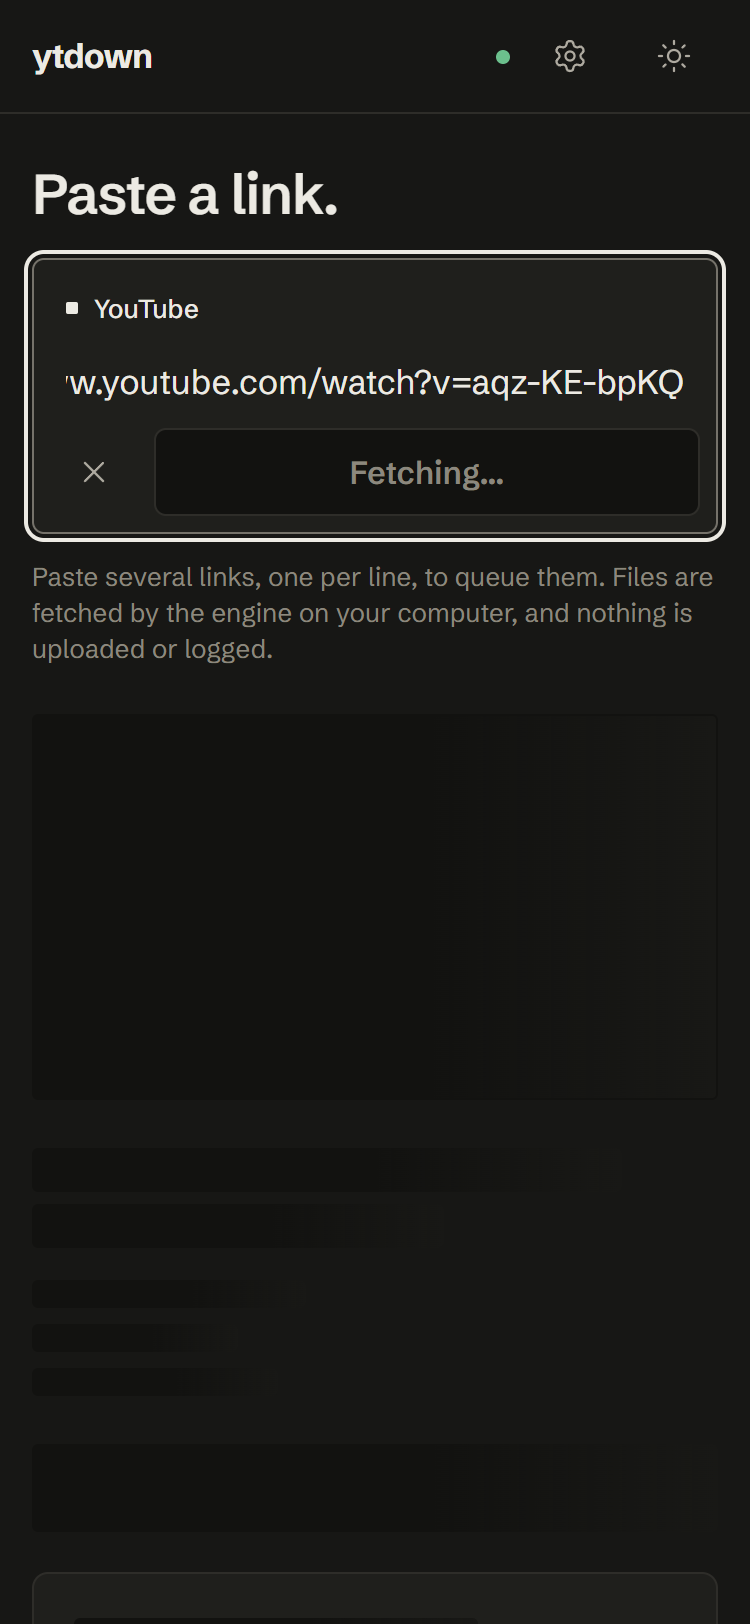 ytdown
Paste a link.
YouTube
w.youtube.com/watch?v=aqz-KE-bpKQ
Fetching...
Paste several links, one per line, to queue them. Files are
fetched by the engine on your computer, and nothing is
uploaded or logged.